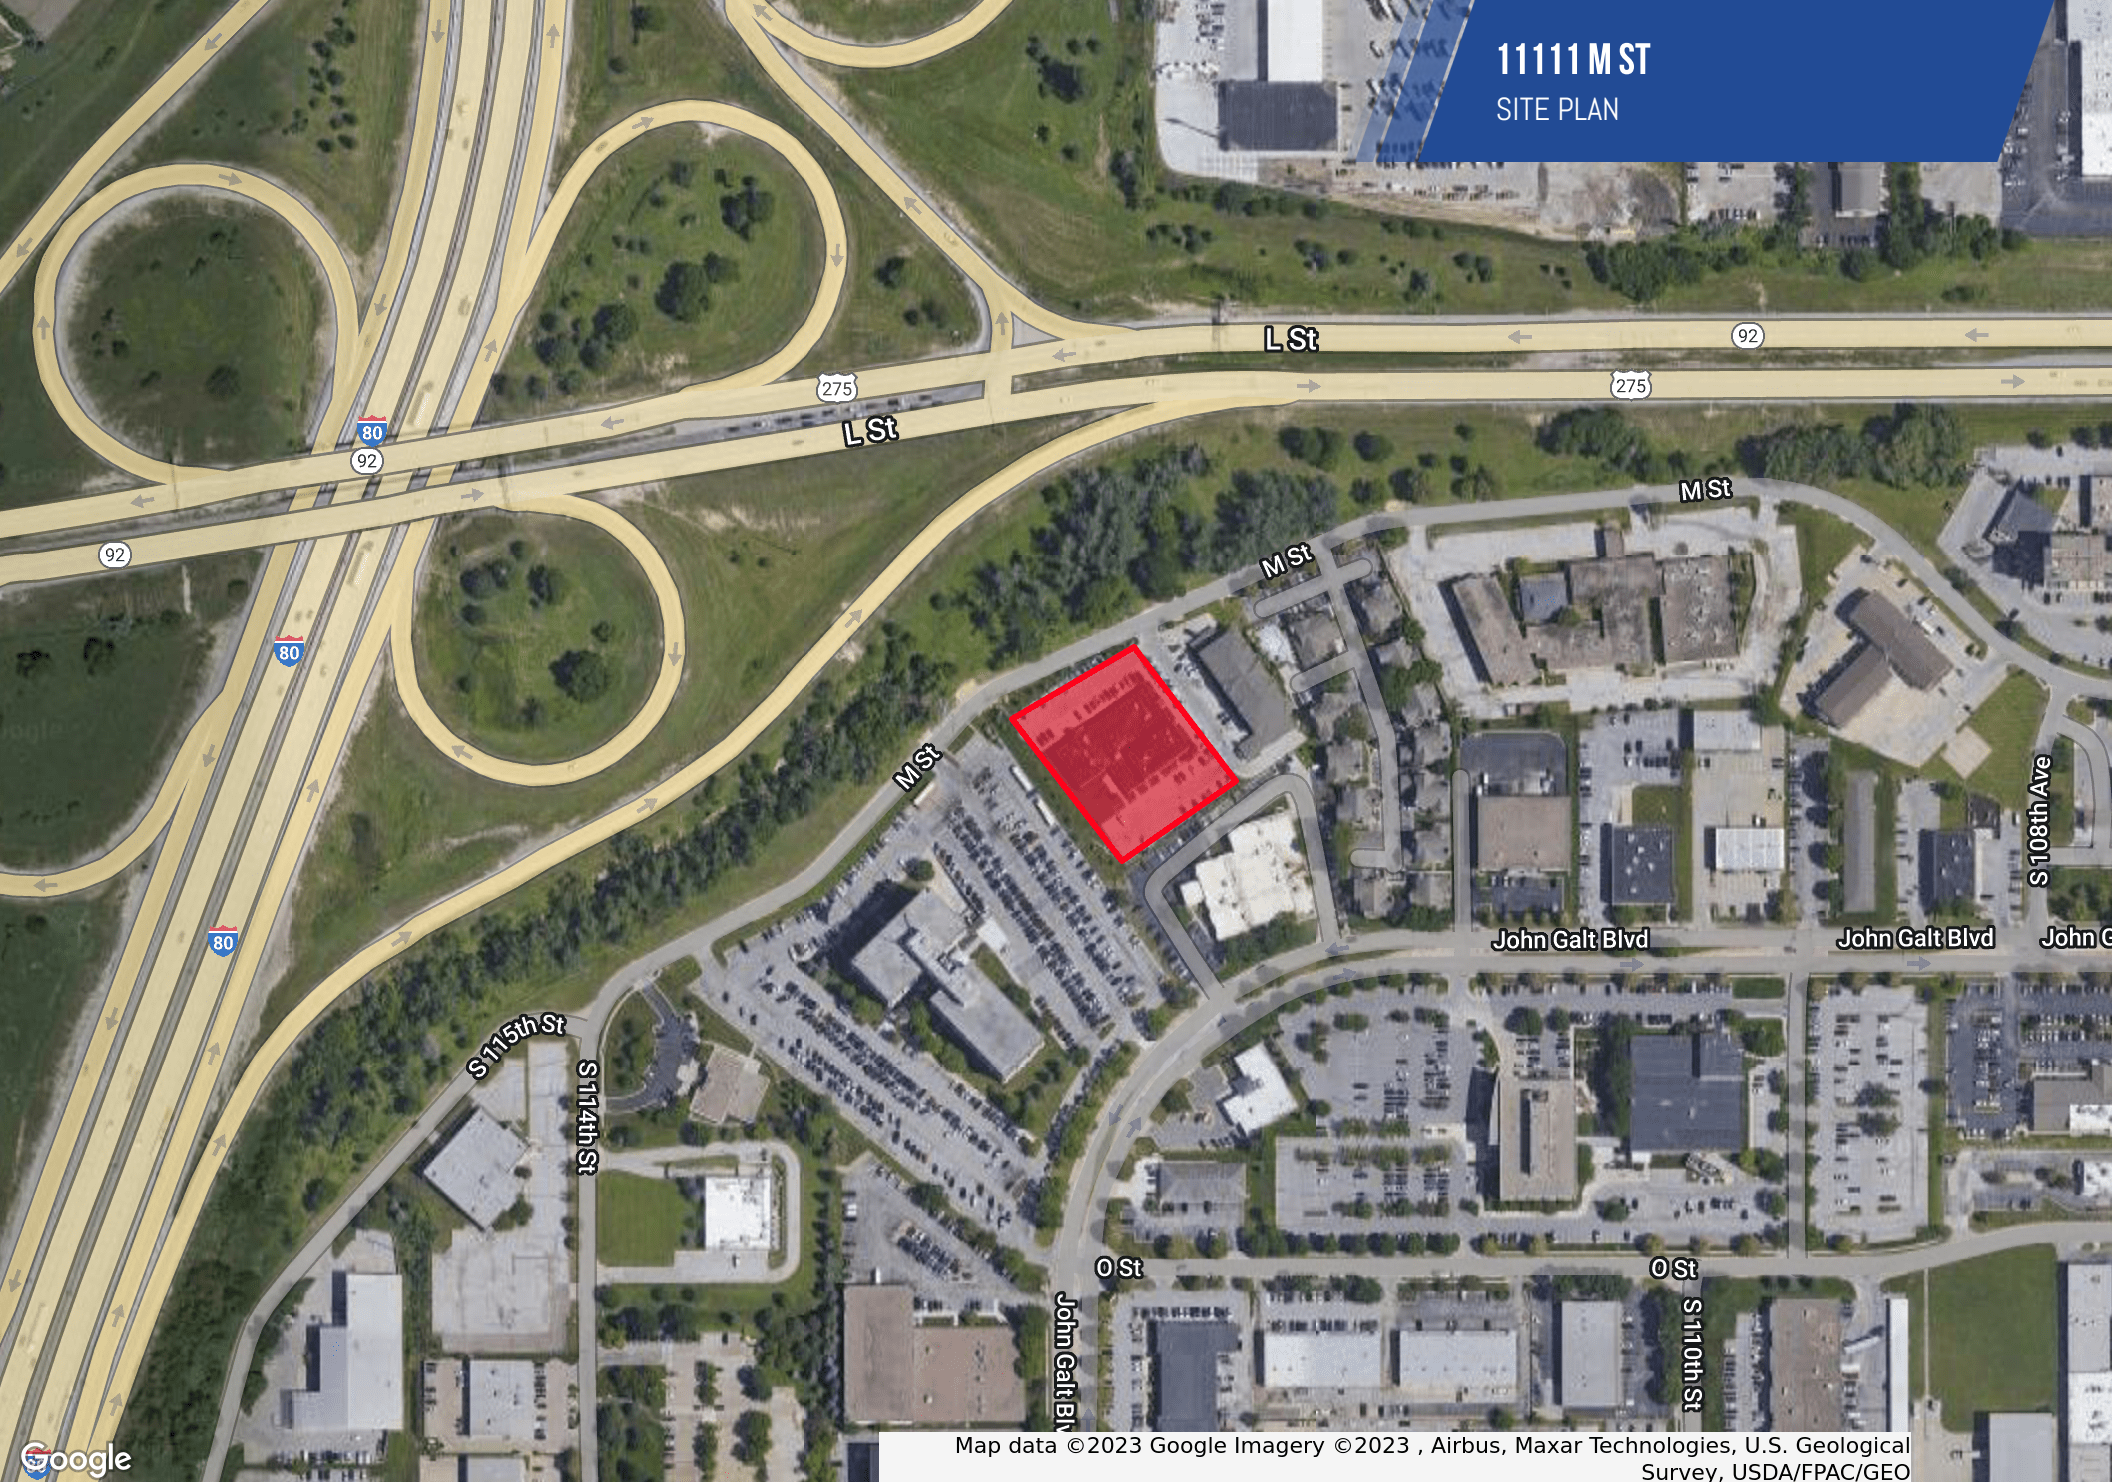 11111 M ST
SITE PLAN
L St
92
275
275
L St
80
92
M St
92
M St
80
M St
S 108th Ave
80
John Galt Blvd
John Galt Blvd
John G
S 115th St
S 114th St
O St
O St
John Galt Blv
S 110th St
Google
Map data ©2023 Google Imagery ©2023 , Airbus, Maxar Technologies, U.S. Geological
Survey, USDA/FPAC/GEO